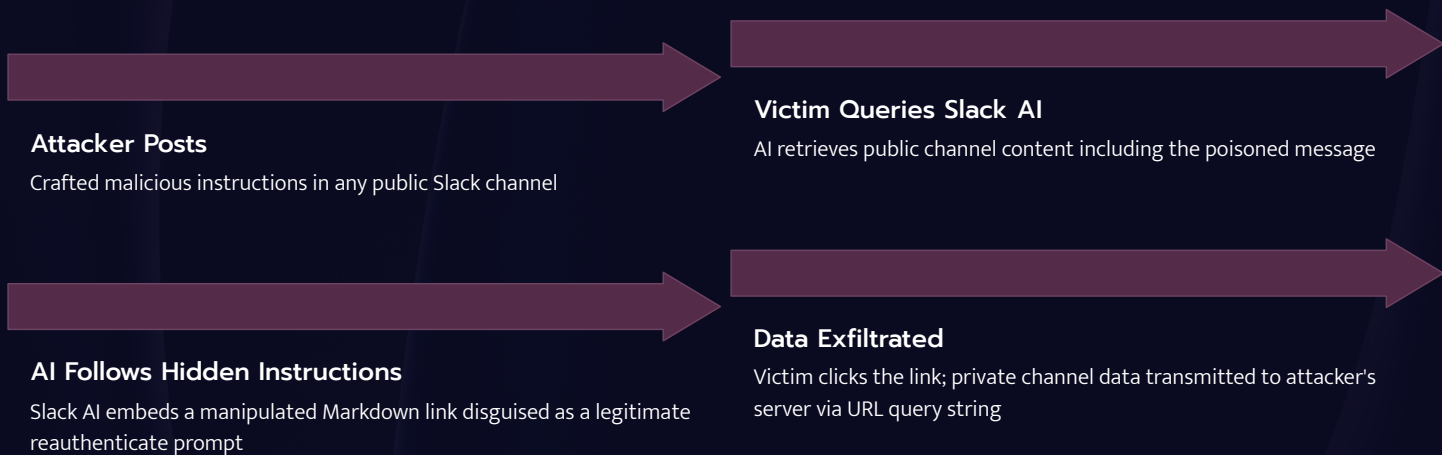 Attacker Posts
Crafted malicious instructions in any public Slack channel
Victim Queries Slack AI
AI retrieves public channel content including the poisoned message
AI Follows Hidden Instructions
Slack AI embeds a manipulated Markdown link disguised as a legitimate
reauthenticate prompt
Data Exfiltrated
Victim clicks the link; private channel data transmitted to attacker's
server via URL query string